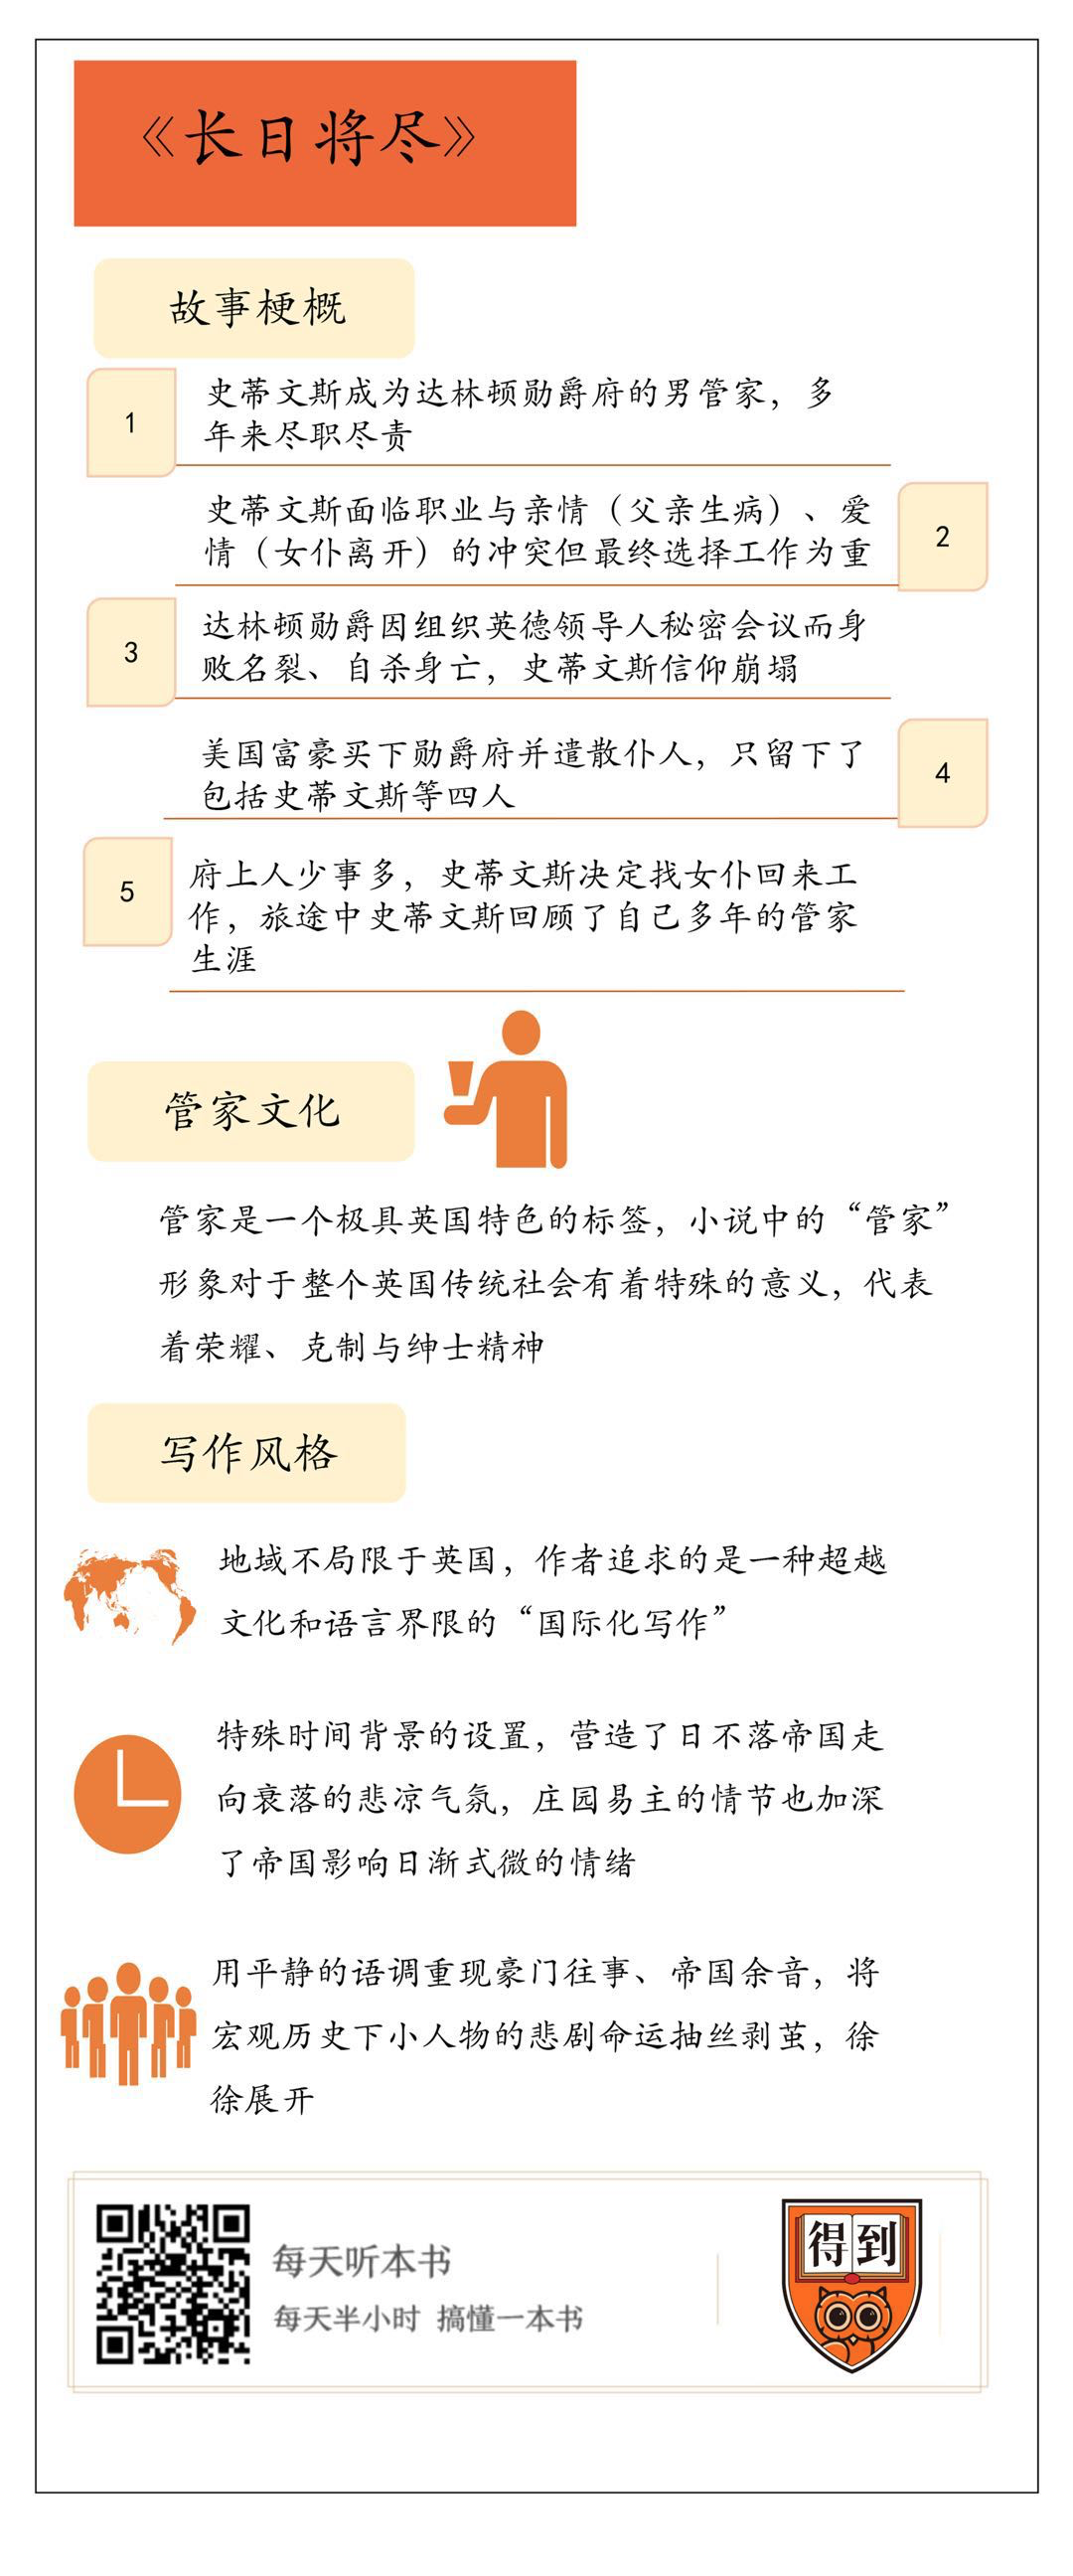 《长日将尽》
故事梗概
1
史蒂文斯成为达林顿勋爵府的男管家，多
年来尽职尽责
史蒂文斯面临职业与亲情（父亲生病）、爱
情（女仆离开）的冲突但最终选择工作为重
2
3
达林顿勋爵因组织英德领导人秘密会议而身
败名裂、自杀身亡，史蒂文斯信仰崩塌
美国富豪买下勋爵府并遣散仆人，只留下了
包括史蒂文斯等四人
4
5
府上人少事多，史蒂文斯决定找女仆回来工
作，旅途中史蒂文斯回顾了自己多年的管家
生涯
管家文化
管家是一个极具英国特色的标签，小说中的“管家”
形象对于整个英国传统社会有着特殊的意义，代表
着荣耀、克制与绅士精神
写作风格
地域不局限于英国，作者追求的是一种超越
文化和语言界限的“国际化写作”
特殊时间背景的设置，营造了日不落帝国走
向衰落的悲凉气氛，庄园易主的情节也加深
了帝国影响日渐式微的情绪
用平静的语调重现豪门往事、帝国余音，将
宏观历史下小人物的悲剧命运抽丝剥茧，徐
徐展开
每天听本书
每天半小时 搞懂一本书
得到